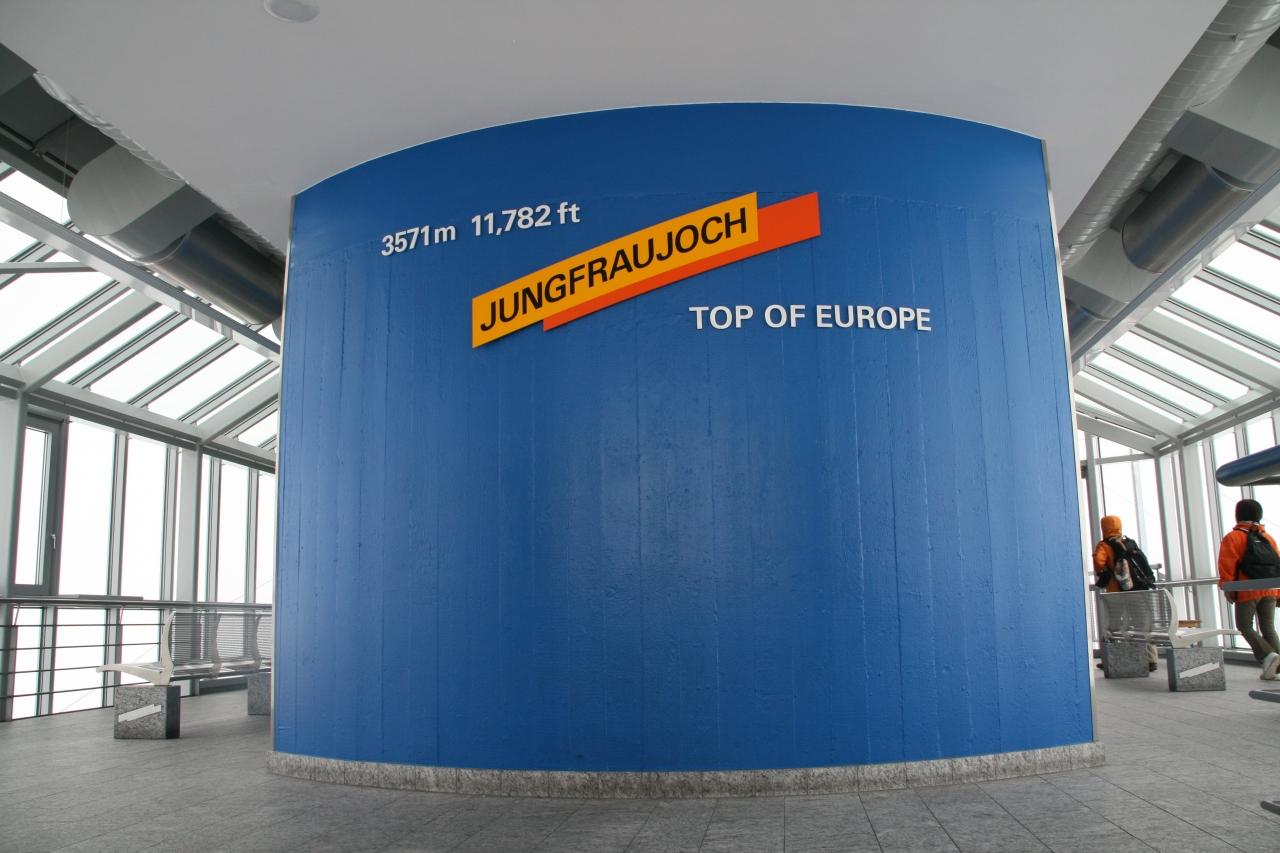 3571m 11,782 ft
JUNGFRAUJOCH
TOP OF EUROPE